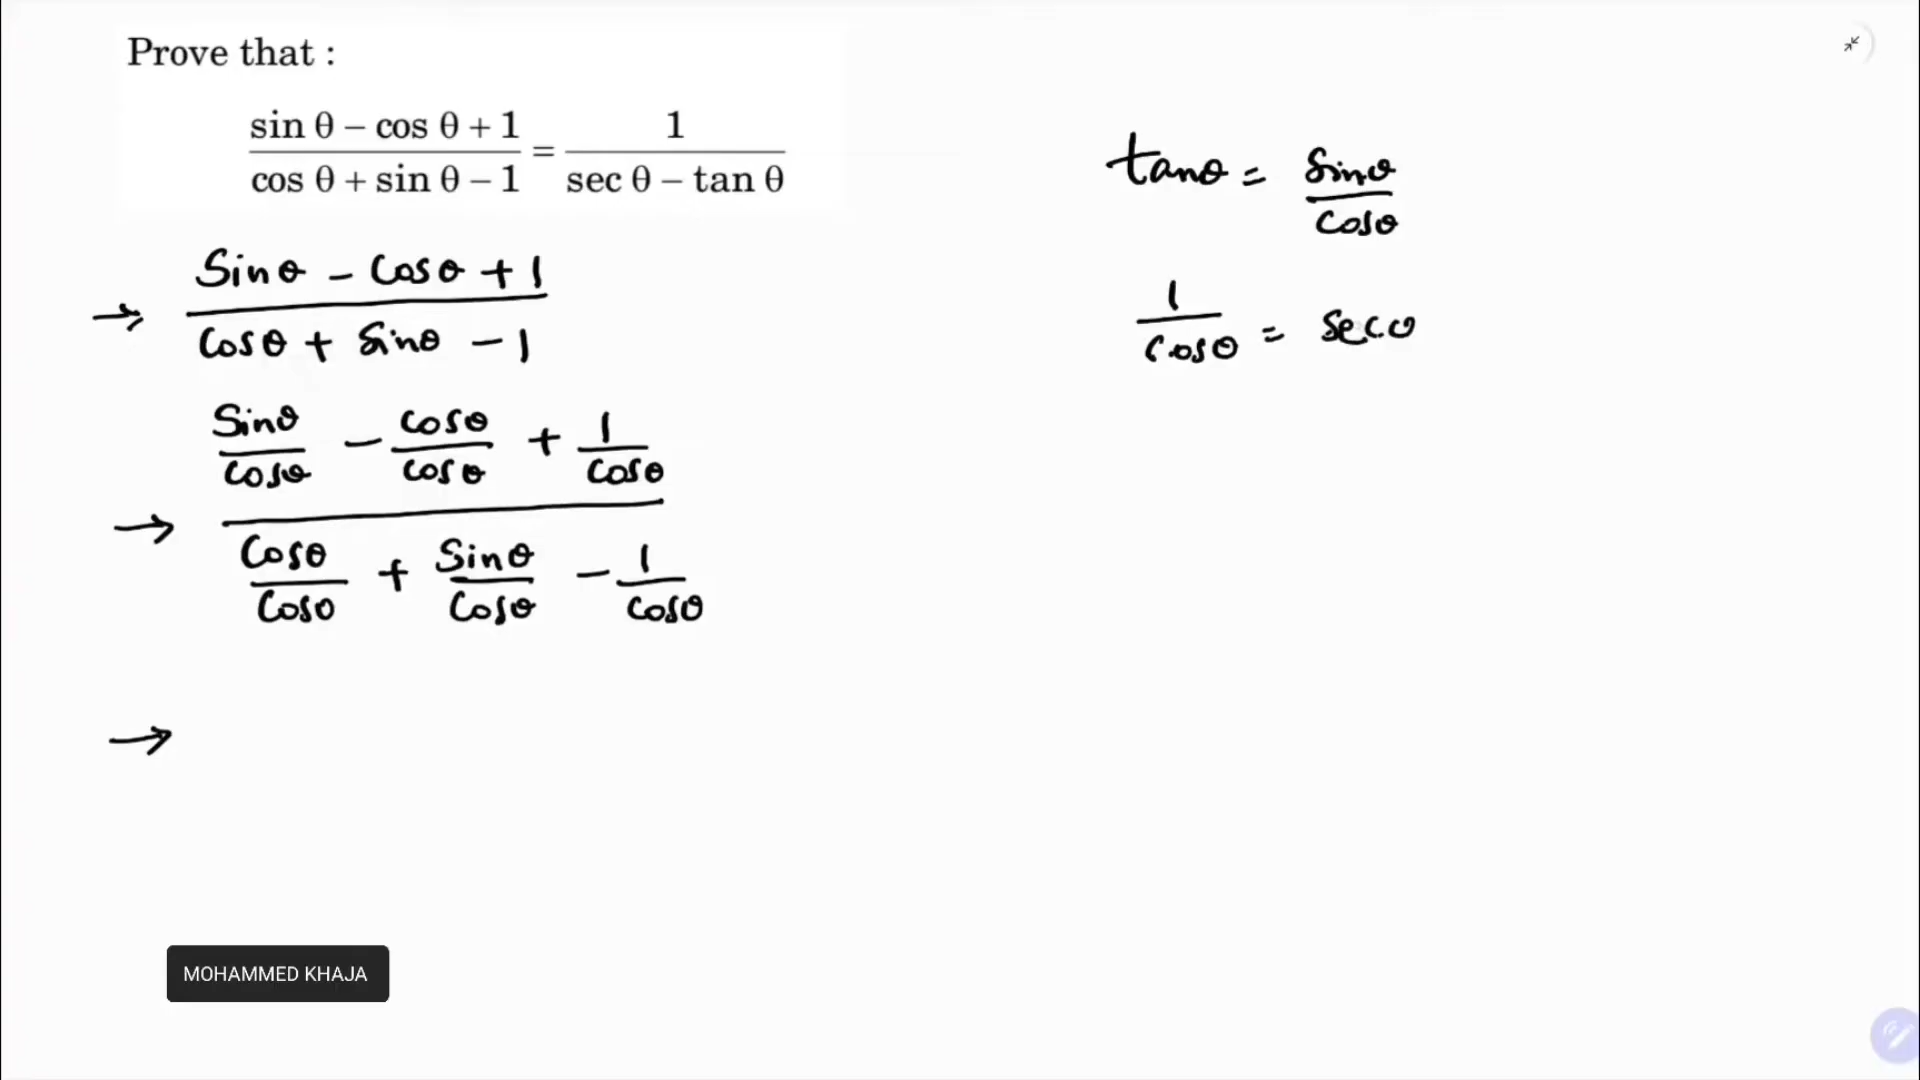 Prove that :
sin θ – cos θ + 1
cos θ + sin θ – 1
=
1
sec θ – tan θ
tanθ = sinθ
cosθ
1
cosθ = secθ
→ Sinθ – Cosθ + 1
Cosθ + Sinθ – 1
→ Sinθ/Cosθ – Cosθ/Cosθ + 1/Cosθ
Cosθ/Cosθ + Sinθ/Cosθ – 1/Cosθ
→
MOHAMMED KHAJA